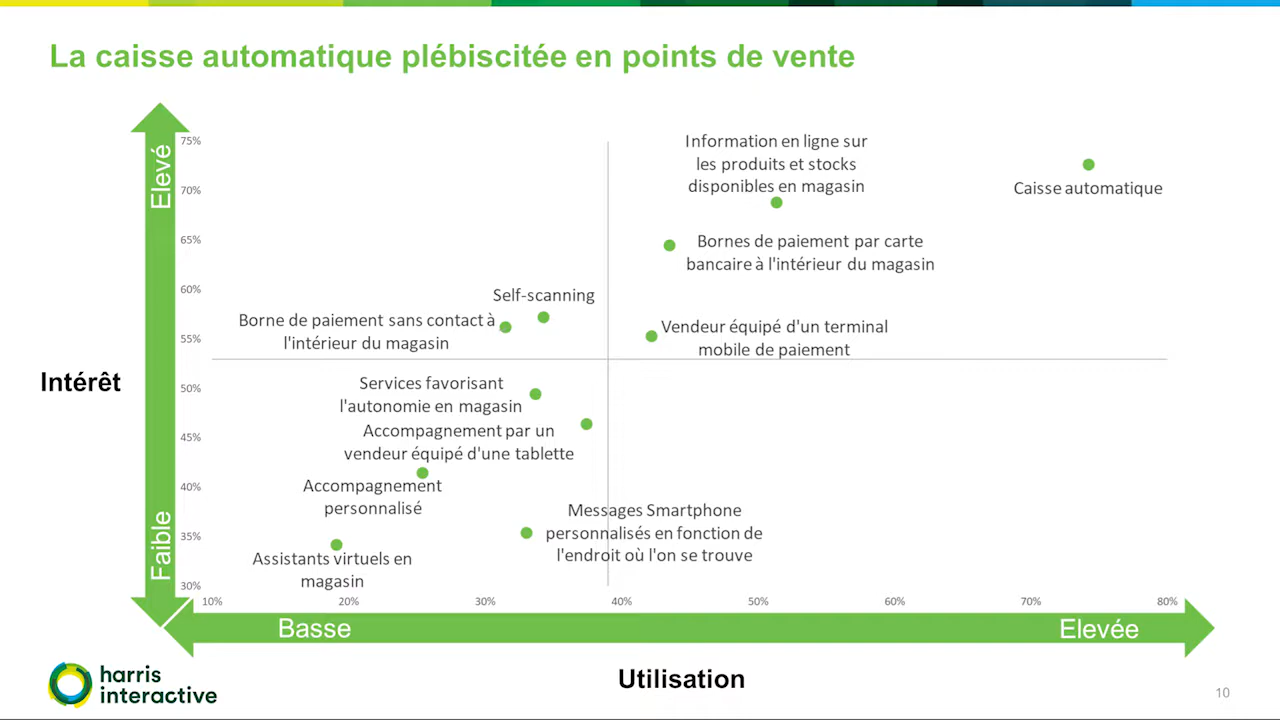 La caisse automatique plébiscitée en points de vente
Elevé
Faible
Intérêt
75%
70%
65%
60%
55%
50%
45%
40%
35%
30%
Information en ligne sur
les produits et stocks
disponibles en magasin
Caisse automatique
Bornes de paiement par carte
bancaire à l'intérieur du magasin
Self-scanning
Borne de paiement sans contact à
l'intérieur du magasin
Vendeur équipé d'un terminal
mobile de paiement
Services favorisant
l'autonomie en magasin
Accompagnement par un
vendeur équipé d'une tablette
Accompagnement
personnalisé
Messages Smartphone
personnalisés en fonction de
l'endroit où l'on se trouve
Assistants virtuels en
magasin
10% 20% 30% 40% 50% 60% 70% 80%
Basse
Elevée
Utilisation
harris
interactive
10